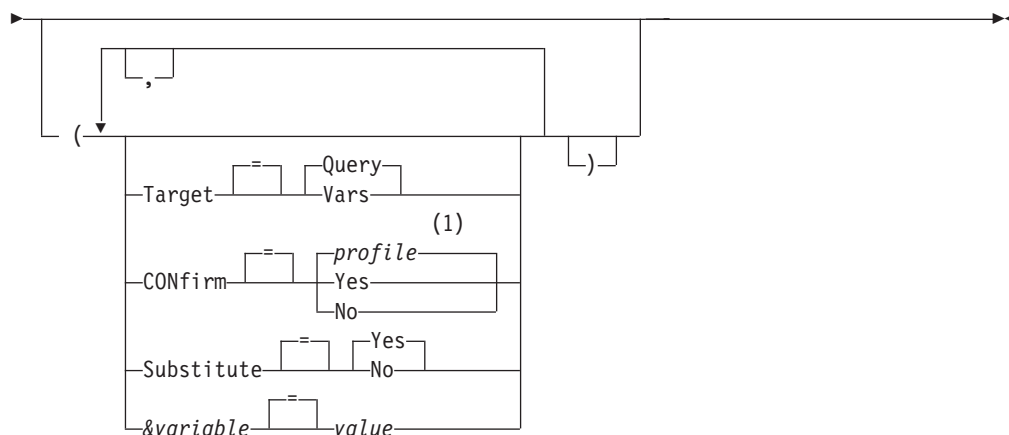 ,
( )
= Query
Target Vars
(1)
= profile
CONfirm Yes
No
= Yes
Substitute No
=
&variable value